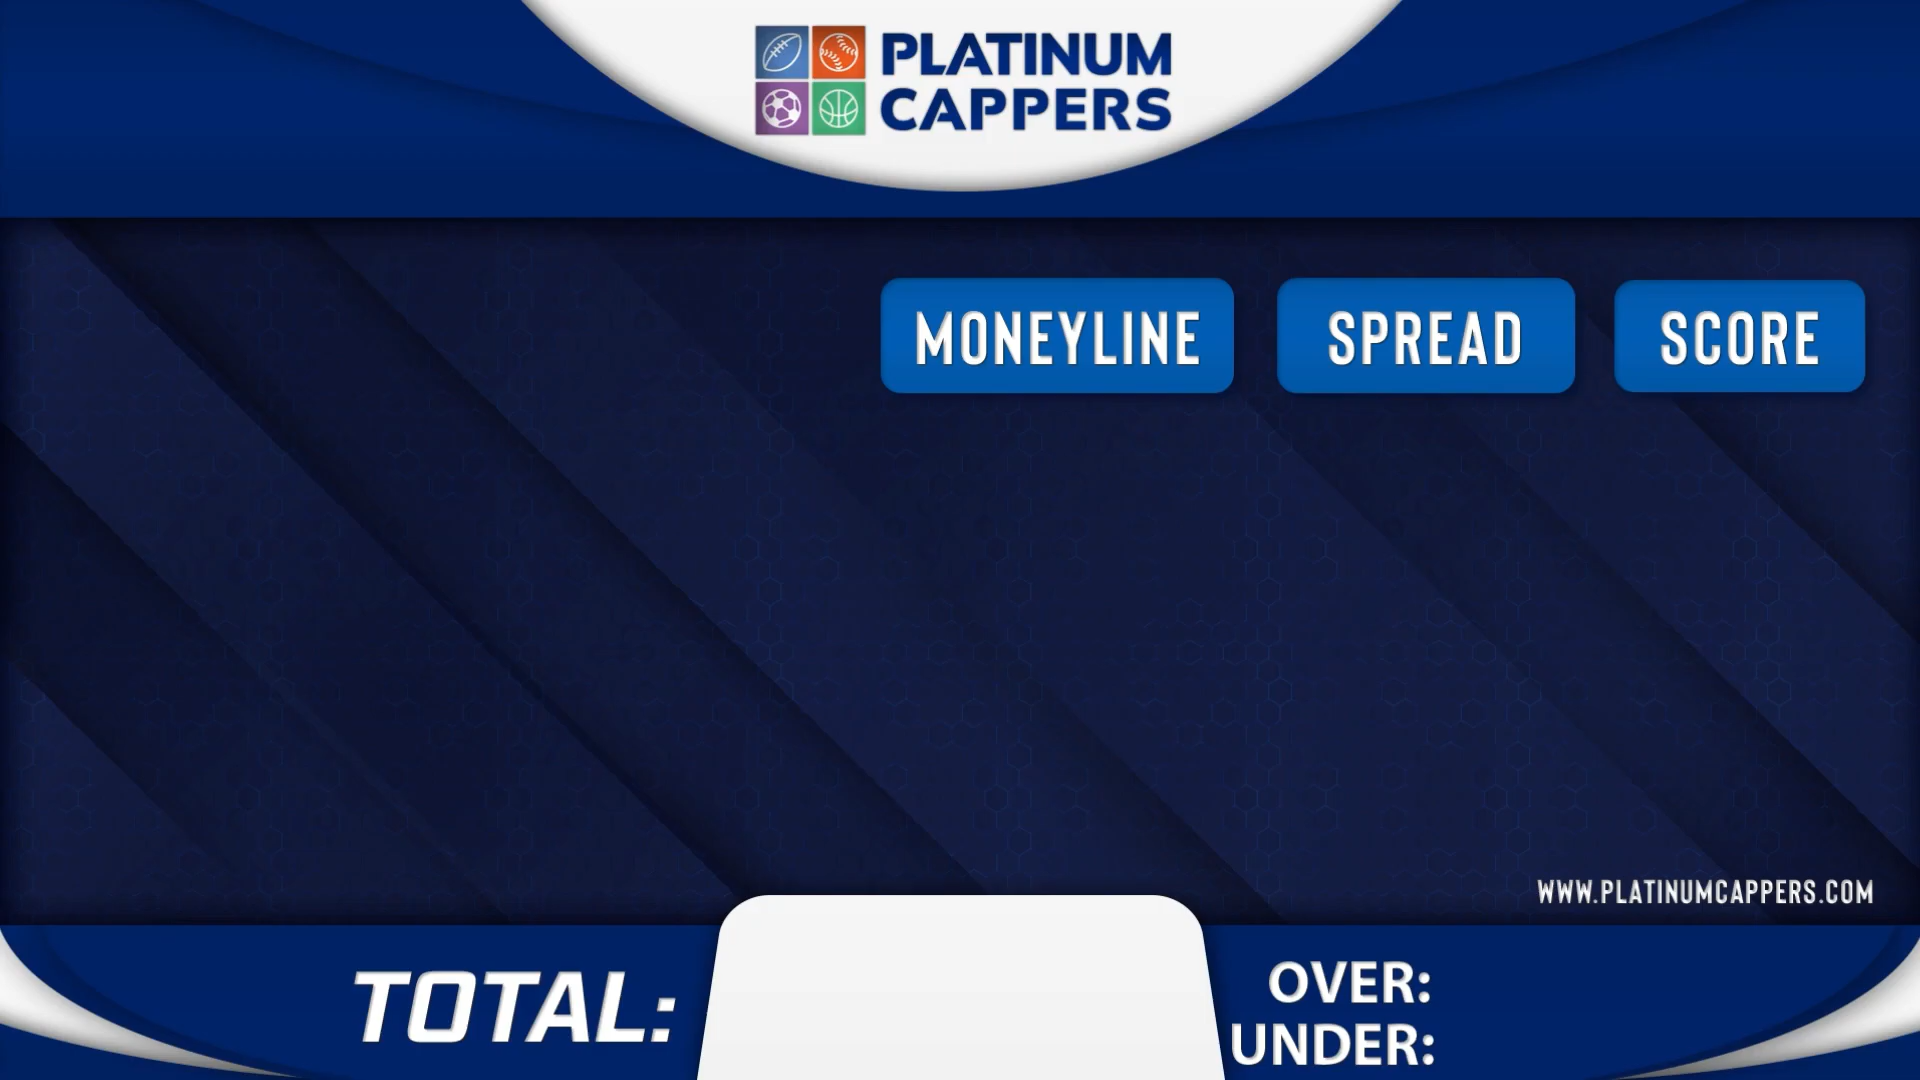 PLATINUM
CAPPERS
MONEYLINE SPREAD SCORE
WWW.PLATINUMCAPPERS.COM
TOTAL:
OVER:
UNDER: